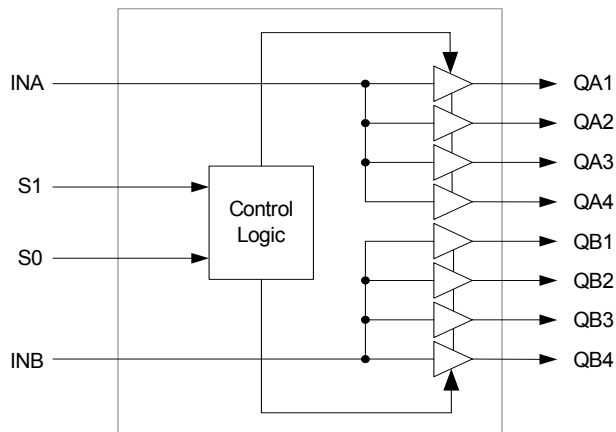 INA
S1
S0
INB
Control
Logic
QA1
QA2
QA3
QA4
QB1
QB2
QB3
QB4